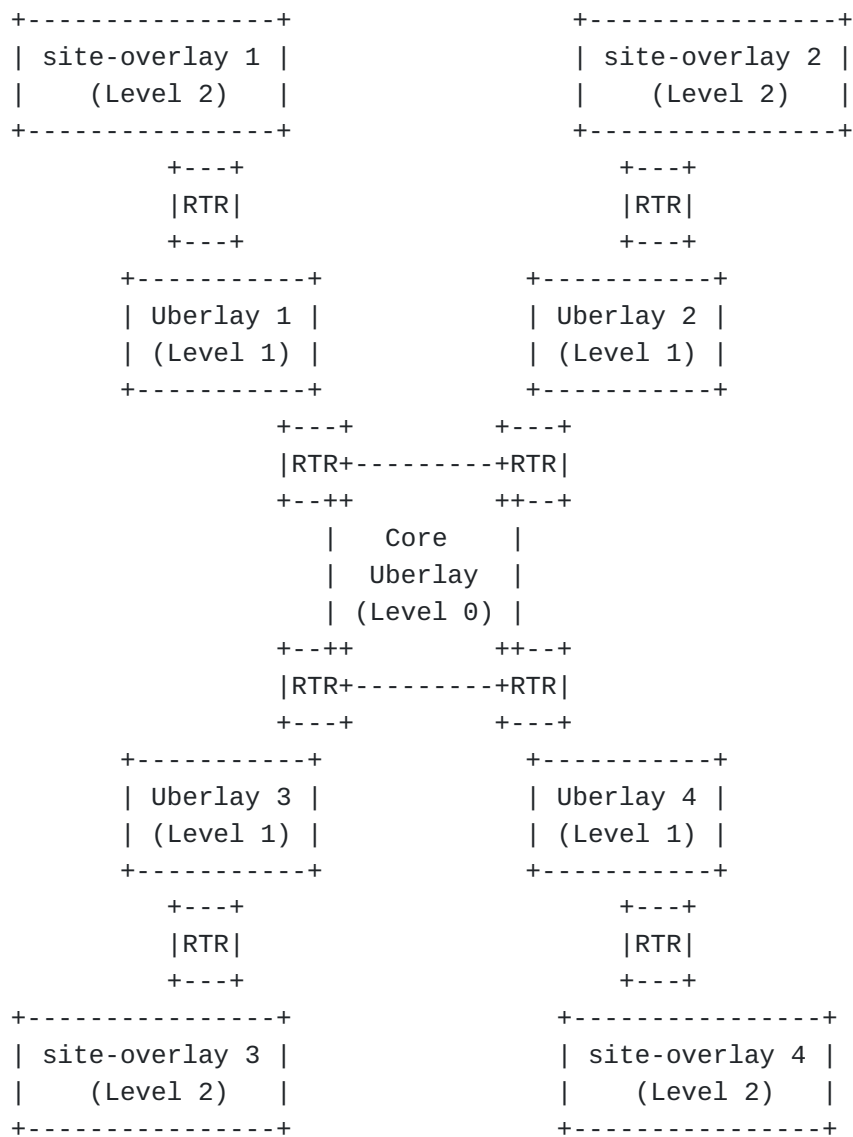 +----------------+                  +----------------+
| site-overlay 1 |                  | site-overlay 2 |
|    (Level 2)   |                  |    (Level 2)   |
+----------------+                  +----------------+
          +---+                        +---+
          |RTR|                        |RTR|
          +---+                        +---+
       +-----------+             +-----------+
       | Uberlay 1 |             | Uberlay 2 |
       | (Level 1) |             | (Level 1) |
       +-----------+             +-----------+
                 +---+         +---+
                 |RTR+---------+RTR|
                 +--++         ++--+
                    |   Core    |
                    |  Uberlay  |
                    | (Level 0) |
                 +--++         ++--+
                 |RTR+---------+RTR|
                 +---+         +---+
       +-----------+             +-----------+
       | Uberlay 3 |             | Uberlay 4 |
       | (Level 1) |             | (Level 1) |
       +-----------+             +-----------+
          +---+                        +---+
          |RTR|                        |RTR|
          +---+                        +---+
+----------------+                 +----------------+
| site-overlay 3 |                 | site-overlay 4 |
|    (Level 2)   |                 |    (Level 2)   |
+----------------+                 +----------------+